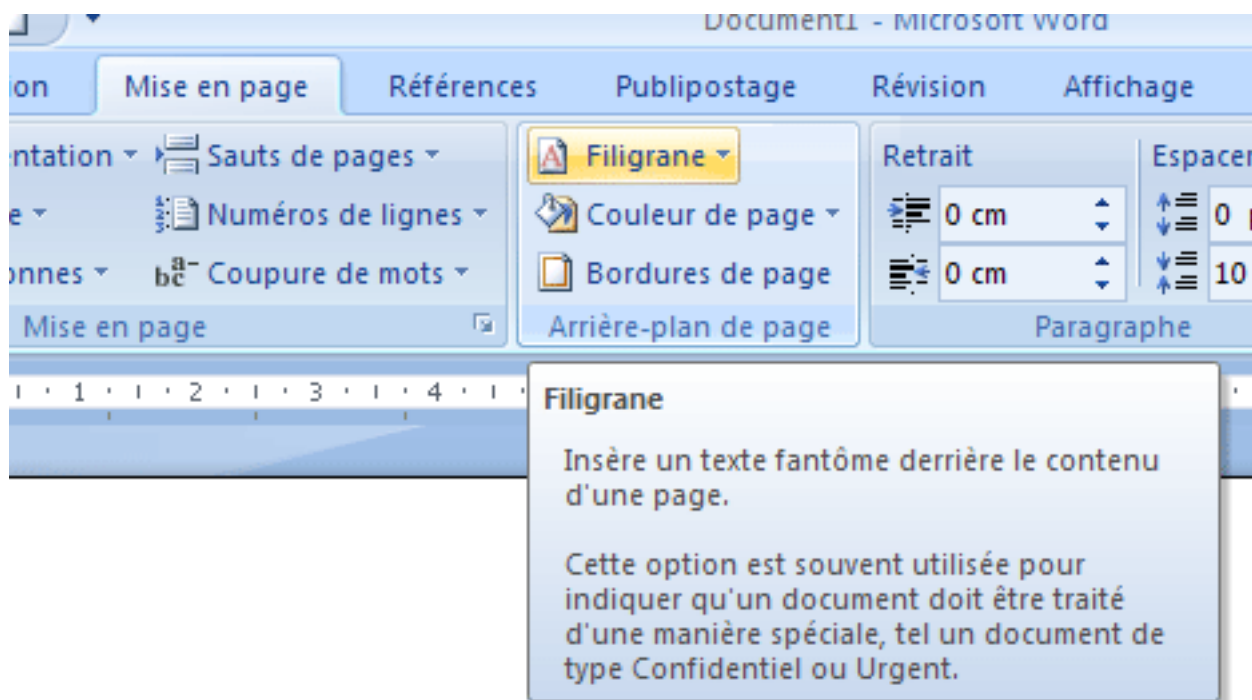 Document1 - Microsoft Word
Mise en page Références Publipostage Révision Affichage
Sauts de pages Filigrane Retrait
Numéros de lignes Couleur de page 0 cm 0
Coupure de mots Bordures de page 0 cm 10
Mise en page Arrière-plan de page Paragraphe
1 2 3 4
Filigrane
Insère un texte fantôme derrière le contenu
d'une page.
Cette option est souvent utilisée pour
indiquer qu'un document doit être traité
d'une manière spéciale, tel un document de
type Confidentiel ou Urgent.